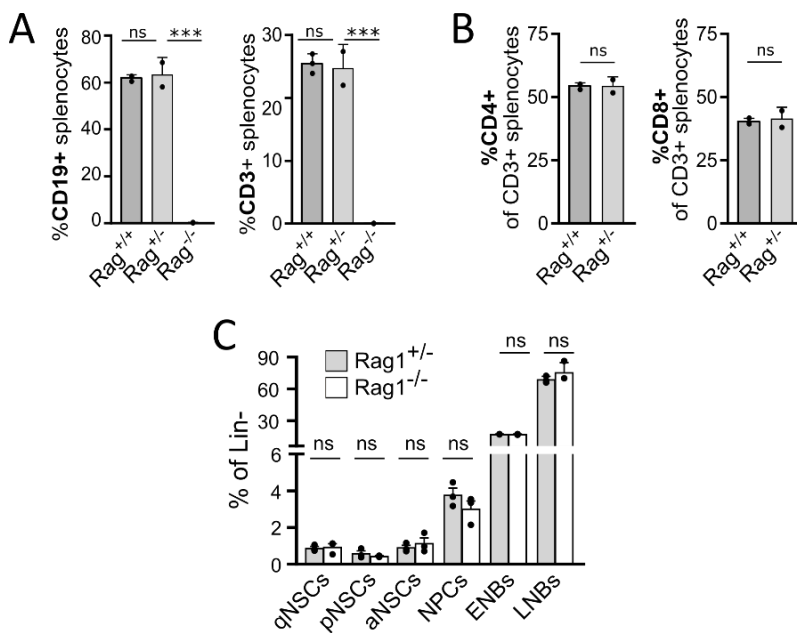 A
%CD19+ splenocytes
80
60
40
20
0
ns
***
Rag+/+
Rag+/-
Rag-/-
%CD3+ splenocytes
30
20
10
0
ns
***
Rag+/+
Rag+/-
Rag-/-
B
%CD4+
of CD3+ splenocytes
75
50
25
0
ns
Rag+/+
Rag+/-
%CD8+
of CD3+ splenocytes
75
50
25
0
ns
Rag+/+
Rag+/-
C
% of Lin-
90
60
30
6
4
2
0
Rag1+/-
Rag1-/-
ns
ns
ns
ns
ns
ns
qNSCs
pNSCs
aNSCs
NPCs
ENBs
LNBs